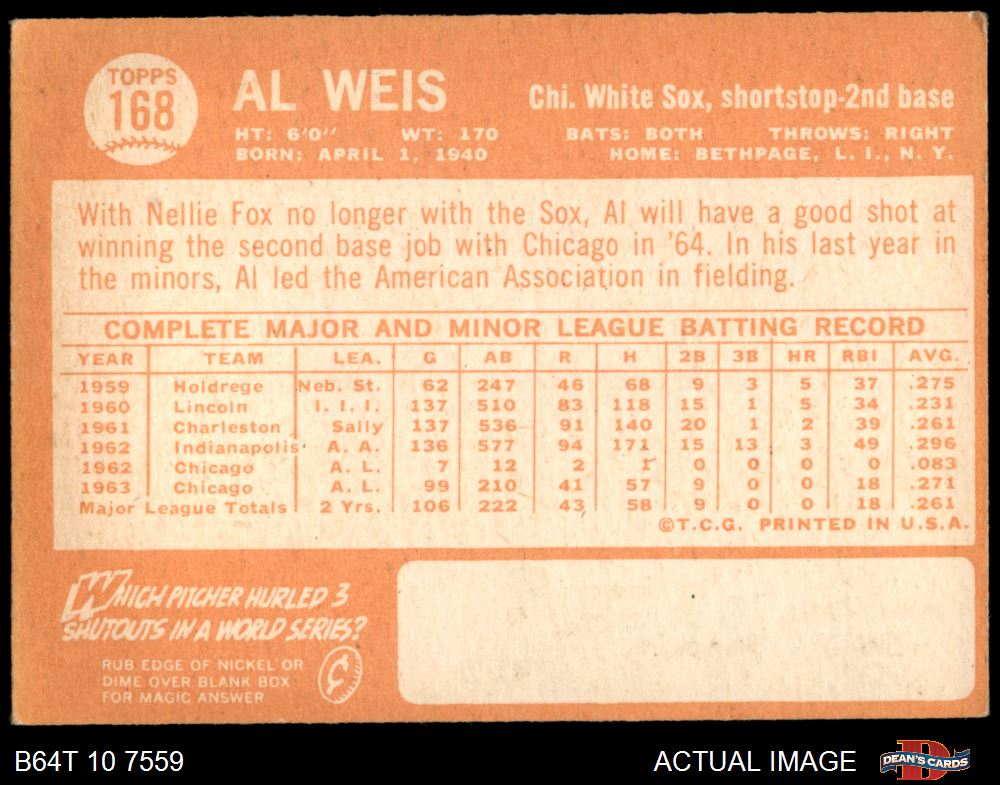 TOPPS
168
AL WEIS
Chi. White Sox, shortstop-2nd base
HT: 6'0" WT: 170 BATS: BOTH THROWS: RIGHT
BORN: APRIL 1, 1940 HOME: BETHPAGE, L. I., N. Y.
With Nellie Fox no longer with the Sox, Al will have a good shot at
winning the second base job with Chicago in '64. In his last year in
the minors, Al led the American Association in fielding.
COMPLETE MAJOR AND MINOR LEAGUE BATTING RECORD
YEAR TEAM LEA. G AB R H 2B 3B HR RBI AVG.
1959 Holdrege Neb. St. 62 247 46 68 9 3 5 37 .275
1960 Lincoln I. I. I. 137 510 83 118 15 1 5 34 .231
1961 Charleston Sally 137 536 91 140 20 1 2 39 .261
1962 Indianapolis A. A. 136 577 94 171 15 13 3 49 .296
1962 Chicago A. L. 7 12 2 1 0 0 0 0 .083
1963 Chicago A. L. 99 210 41 57 9 0 0 18 .271
Major League Totals 2 Yrs. 106 222 43 58 9 0 0 18 .261
©T.C.G. PRINTED IN U.S.A.
WHICH PITCHER HURLED 3
SHUTOUTS IN A WORLD SERIES?
RUB EDGE OF NICKEL OR
DIME OVER BLANK BOX
FOR MAGIC ANSWER
¢
B64T 10 7559
ACTUAL IMAGE
D
DEAN'S CARDS